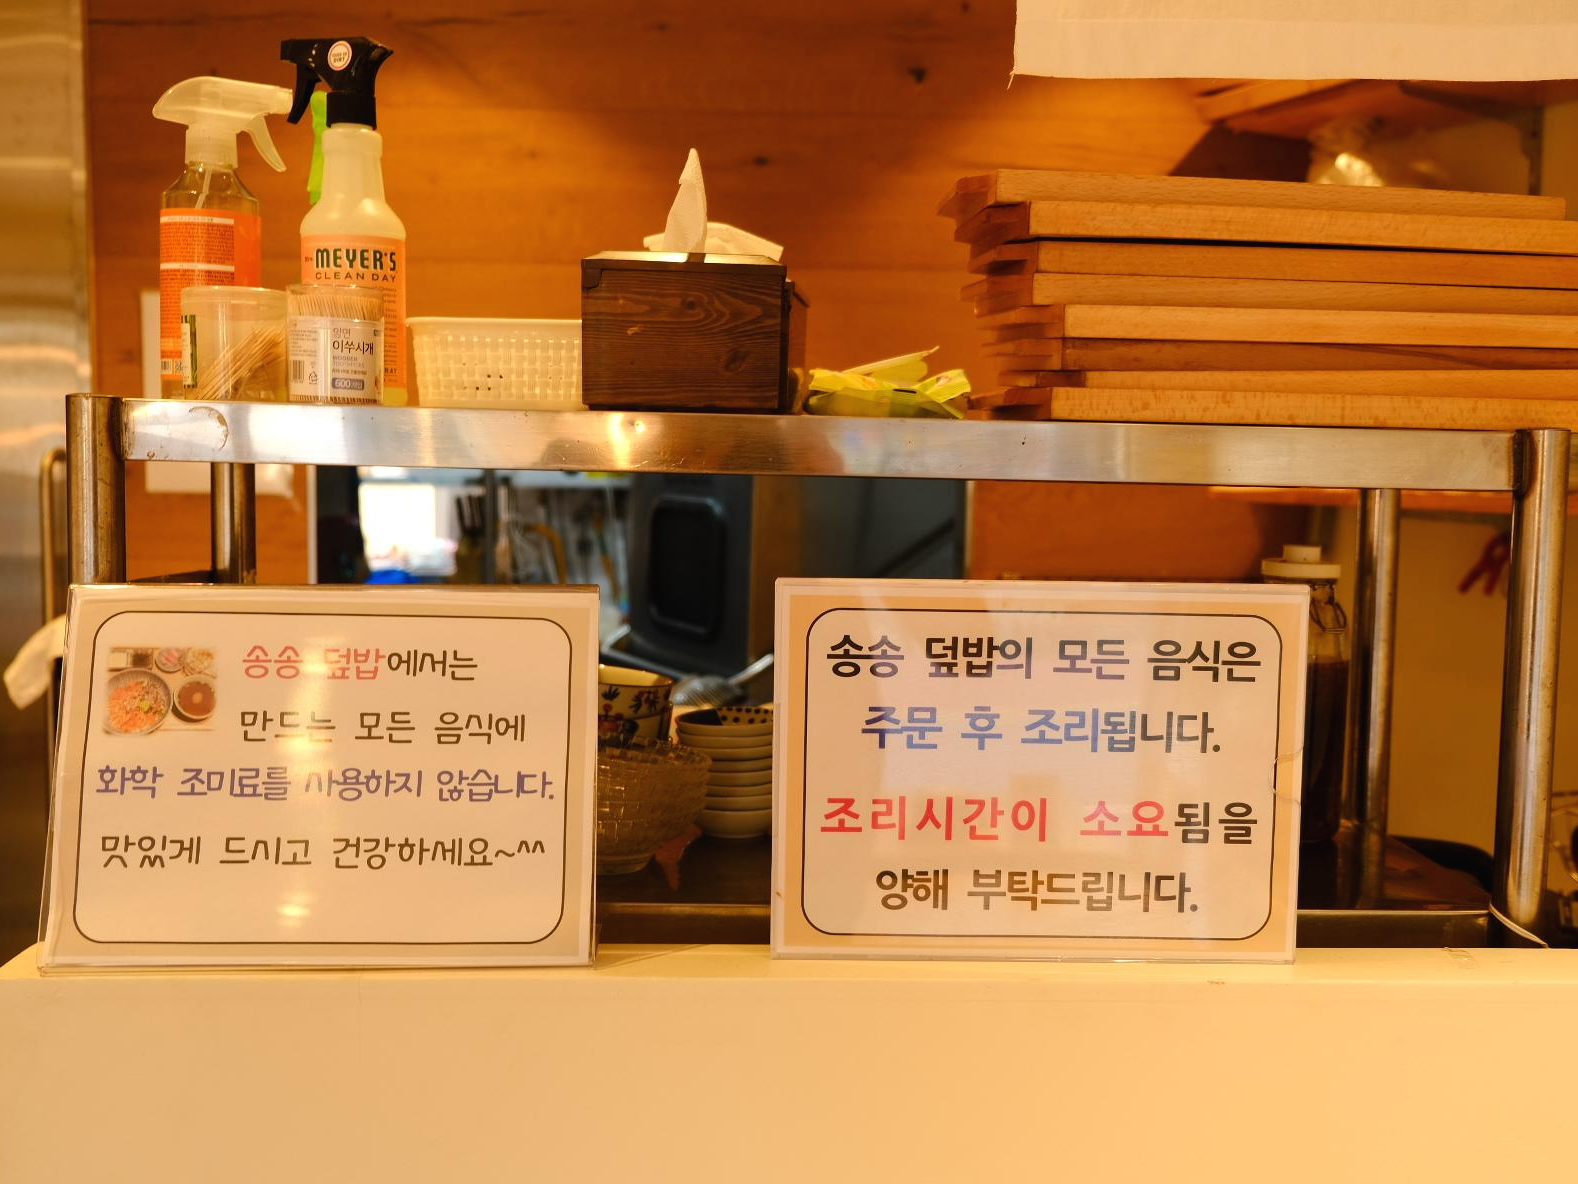 MEYER'S
CLEAN DAY
이쑤시개
600
송송 덮밥에서는
만드는 모든 음식에
화학 조미료를 사용하지 않습니다.
맛있게 드시고 건강하세요~^^
송송 덮밥의 모든 음식은
주문 후 조리됩니다.
조리시간이 소요됨을
양해 부탁드립니다.